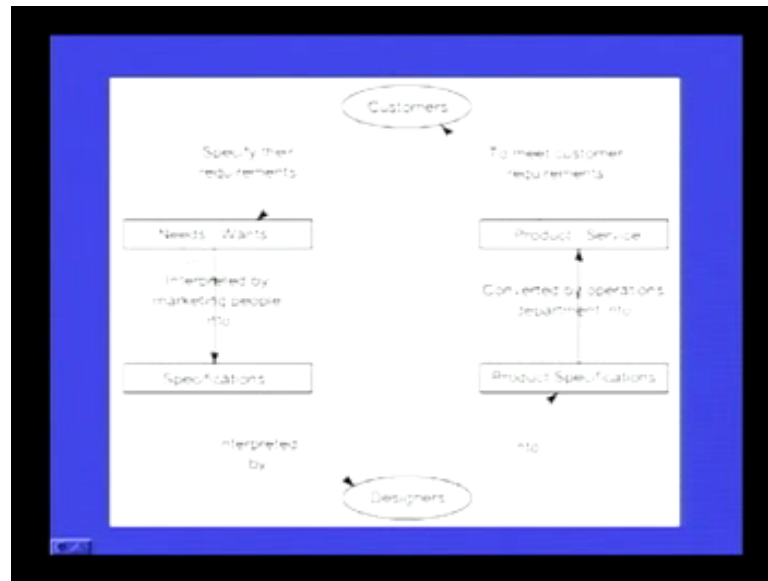 Customers
Specify their
requirements
To meet customer
requirements
Needs Wants
Product Service
Interpreted by
marketing people
into
Converted by operations
department into
Specifications
Product Specifications
Interpreted
by
into
Designers